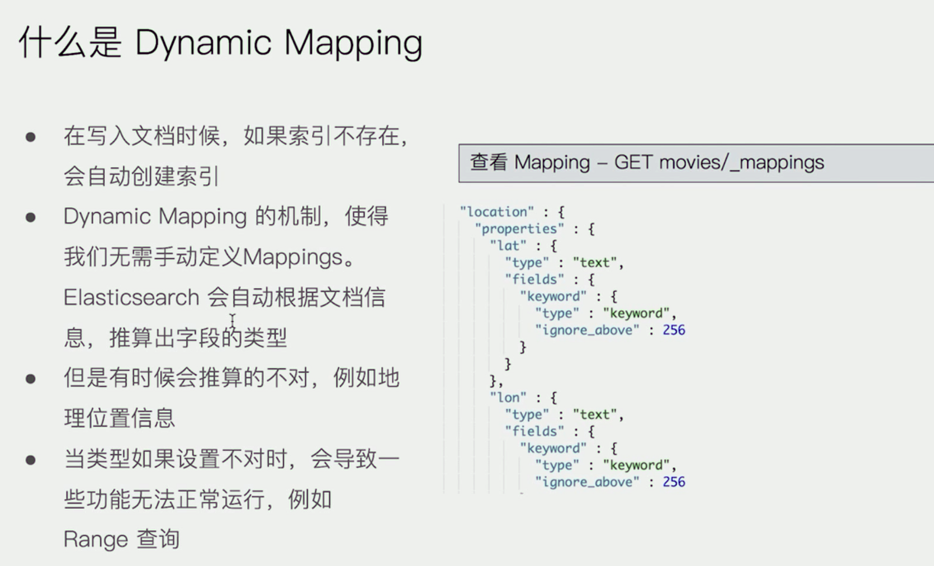 什么是 Dynamic Mapping
在写入文档时候，如果索引不存在，
会自动创建索引
Dynamic Mapping 的机制，使得
我们无需手动定义Mappings。
Elasticsearch 会自动根据文档信
息，推算出字段的类型
但是有时候会推算的不对，例如地
理位置信息
当类型如果设置不对时，会导致一
些功能无法正常运行，例如
Range 查询
查看 Mapping – GET movies/_mappings
"location" : {
"properties" : {
"lat" : {
"type" : "text",
"fields" : {
"keyword" : {
"type" : "keyword",
"ignore_above" : 256
}
}
},
"lon" : {
"type" : "text",
"fields" : {
"keyword" : {
"type" : "keyword",
"ignore_above" : 256